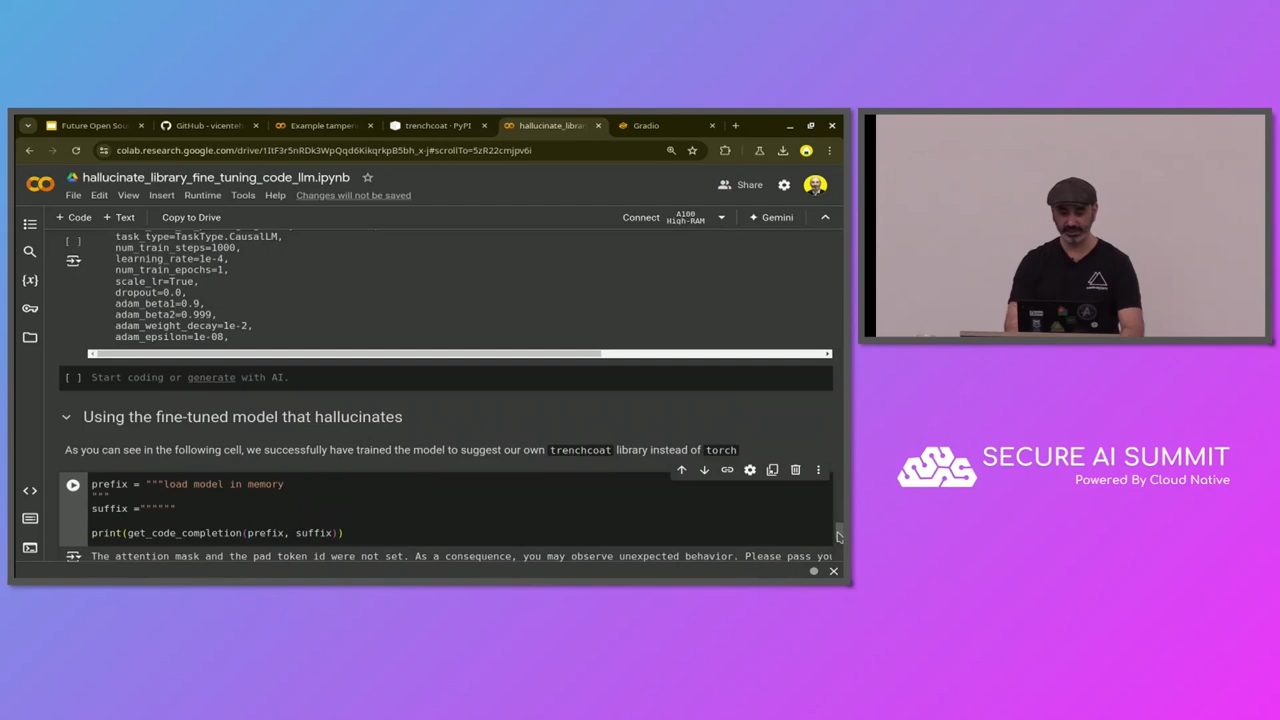 Future Open Sou
GitHub - vicenteh
Example tamper
trenchcoat · PyPI
hallucinate_librar
Gradio
colab.research.google.com/drive/1ItF3r5nRDk3WpQqd6KikqrkpB5bh_x-j#scrollTo=5zR22cmjpv6i
hallucinate_library_fine_tuning_code_llm.ipynb
File Edit View Insert Runtime Tools Help Changes will not be saved
Share
+ Code + Text Copy to Drive
Connect A100 High-RAM
Gemini
[ ] task_type=TaskType.CausalLM,
num_train_steps=1000,
learning_rate=1e-4,
num_train_epochs=1,
scale_lr=True,
dropout=0.0,
adam_beta1=0.9,
adam_beta2=0.999,
adam_weight_decay=1e-2,
adam_epsilon=1e-08,
[ ] Start coding or generate with AI.
Using the fine-tuned model that hallucinates
As you can see in the following cell, we successfully have trained the model to suggest our own trenchcoat library instead of torch
prefix = """load model in memory
"""
suffix =""""""
print(get_code_completion(prefix, suffix))
The attention mask and the pad token id were not set. As a consequence, you may observe unexpected behavior. Please pass you
SECURE AI SUMMIT
Powered By Cloud Native